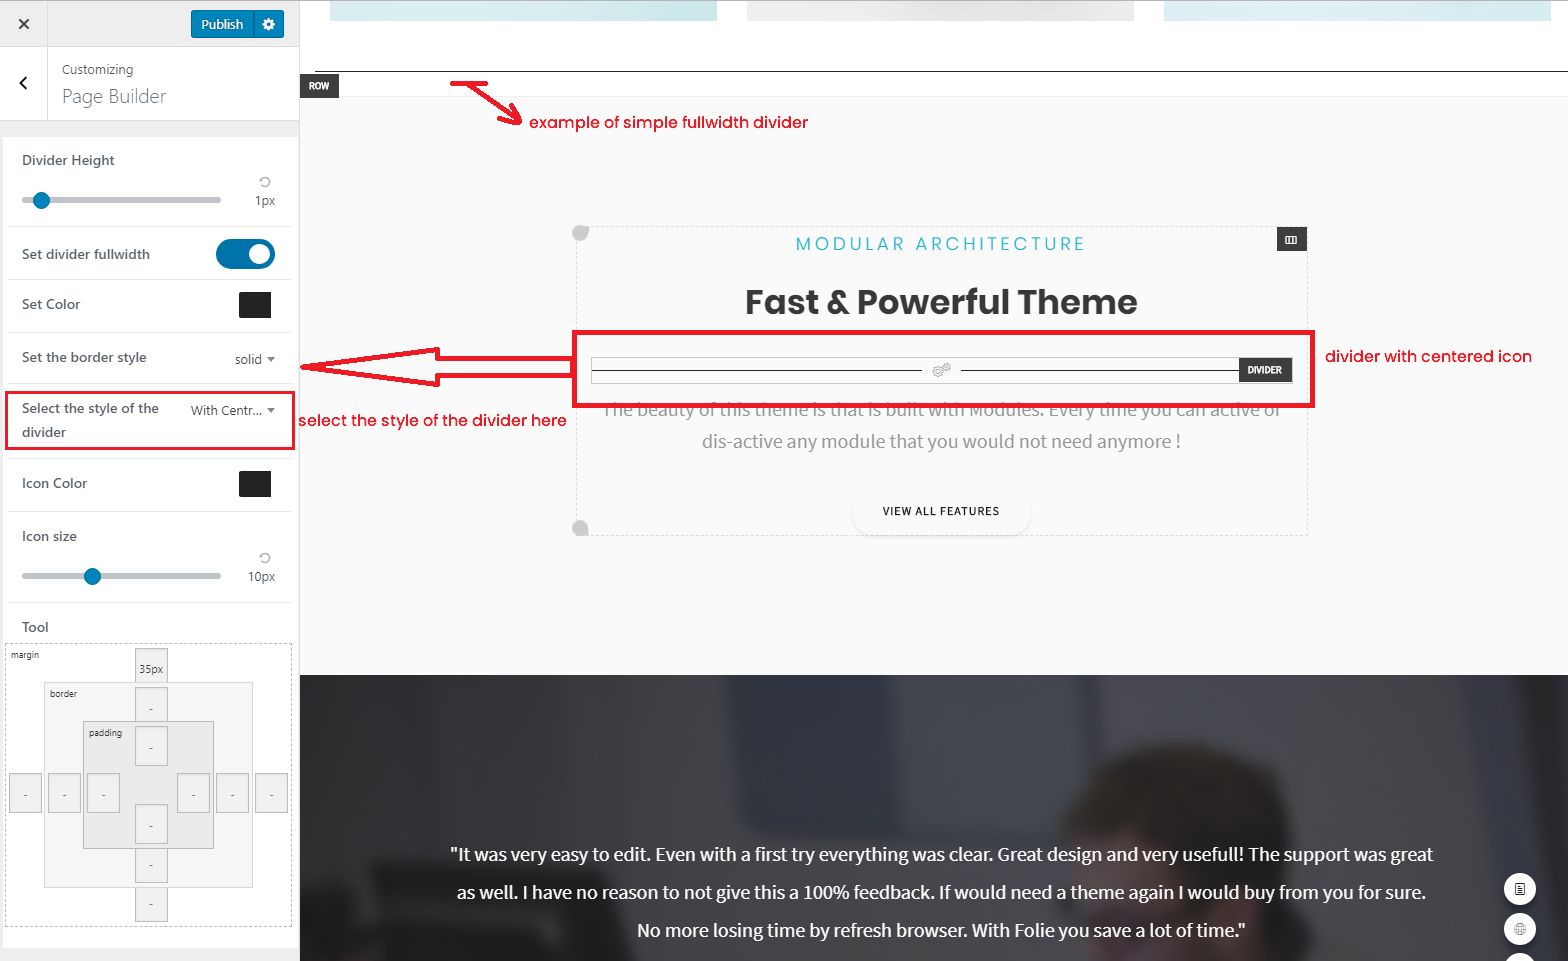 Publish
Customizing
Page Builder
Divider Height
1px
Set divider fullwidth
Set Color
Set the border style
solid
Select the style of the
divider
With Centr...
Icon Color
Icon size
10px
Tool
margin
35px
border
-
padding
-
- - - - - -
-
-
-
ROW
example of simple fullwidth divider
MODULAR ARCHITECTURE
Fast & Powerful Theme
DIVIDER
divider with centered icon
select the style of the divider here
The beauty of this theme is that is built with Modules. Every time you can active or
dis-active any module that you would not need anymore !
VIEW ALL FEATURES
"It was very easy to edit. Even with a first try everything was clear. Great design and very usefull! The support was great
as well. I have no reason to not give this a 100% feedback. If would need a theme again I would buy from you for sure.
No more losing time by refresh browser. With Folie you save a lot of time."